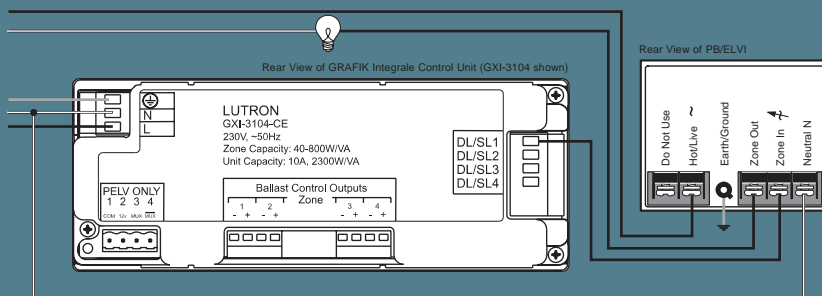 Rear View of PB/ELVI
Rear View of GRAFIK Integrale Control Unit (GXI-3104 shown)
N
L
LUTRON
GXI-3104-CE
230V, ~50Hz
Zone Capacity: 40-800W/VA
Unit Capacity: 10A, 2300W/VA
DL/SL1
DL/SL2
DL/SL3
DL/SL4
PELV ONLY
1 2 3 4
COM 12v MUX MUX
Ballast Control Outputs
Zone
1 2 3 4
- + - + - + - +
Do Not Use
Hot/Live ~
Earth/Ground
Zone Out
Zone In
Neutral N